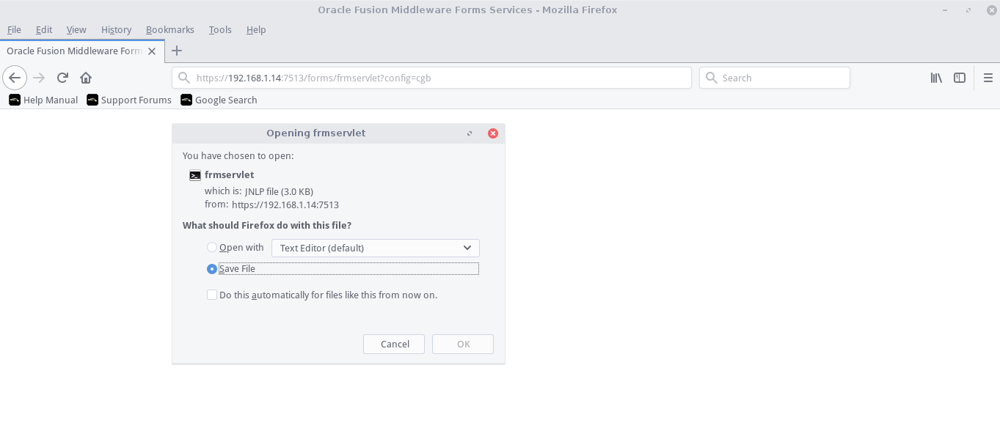 Oracle Fusion Middleware Forms Services - Mozilla Firefox
File Edit View History Bookmarks Tools Help
Oracle Fusion Middleware Form
https://192.168.1.14:7513/forms/frmservlet?config=cgb Search
Help Manual Support Forums Google Search
Opening frmservlet
You have chosen to open:
frmservlet
which is: JNLP file (3.0 KB)
from: https://192.168.1.14:7513
What should Firefox do with this file?
Open with Text Editor (default)
Save File
Do this automatically for files like this from now on.
Cancel OK